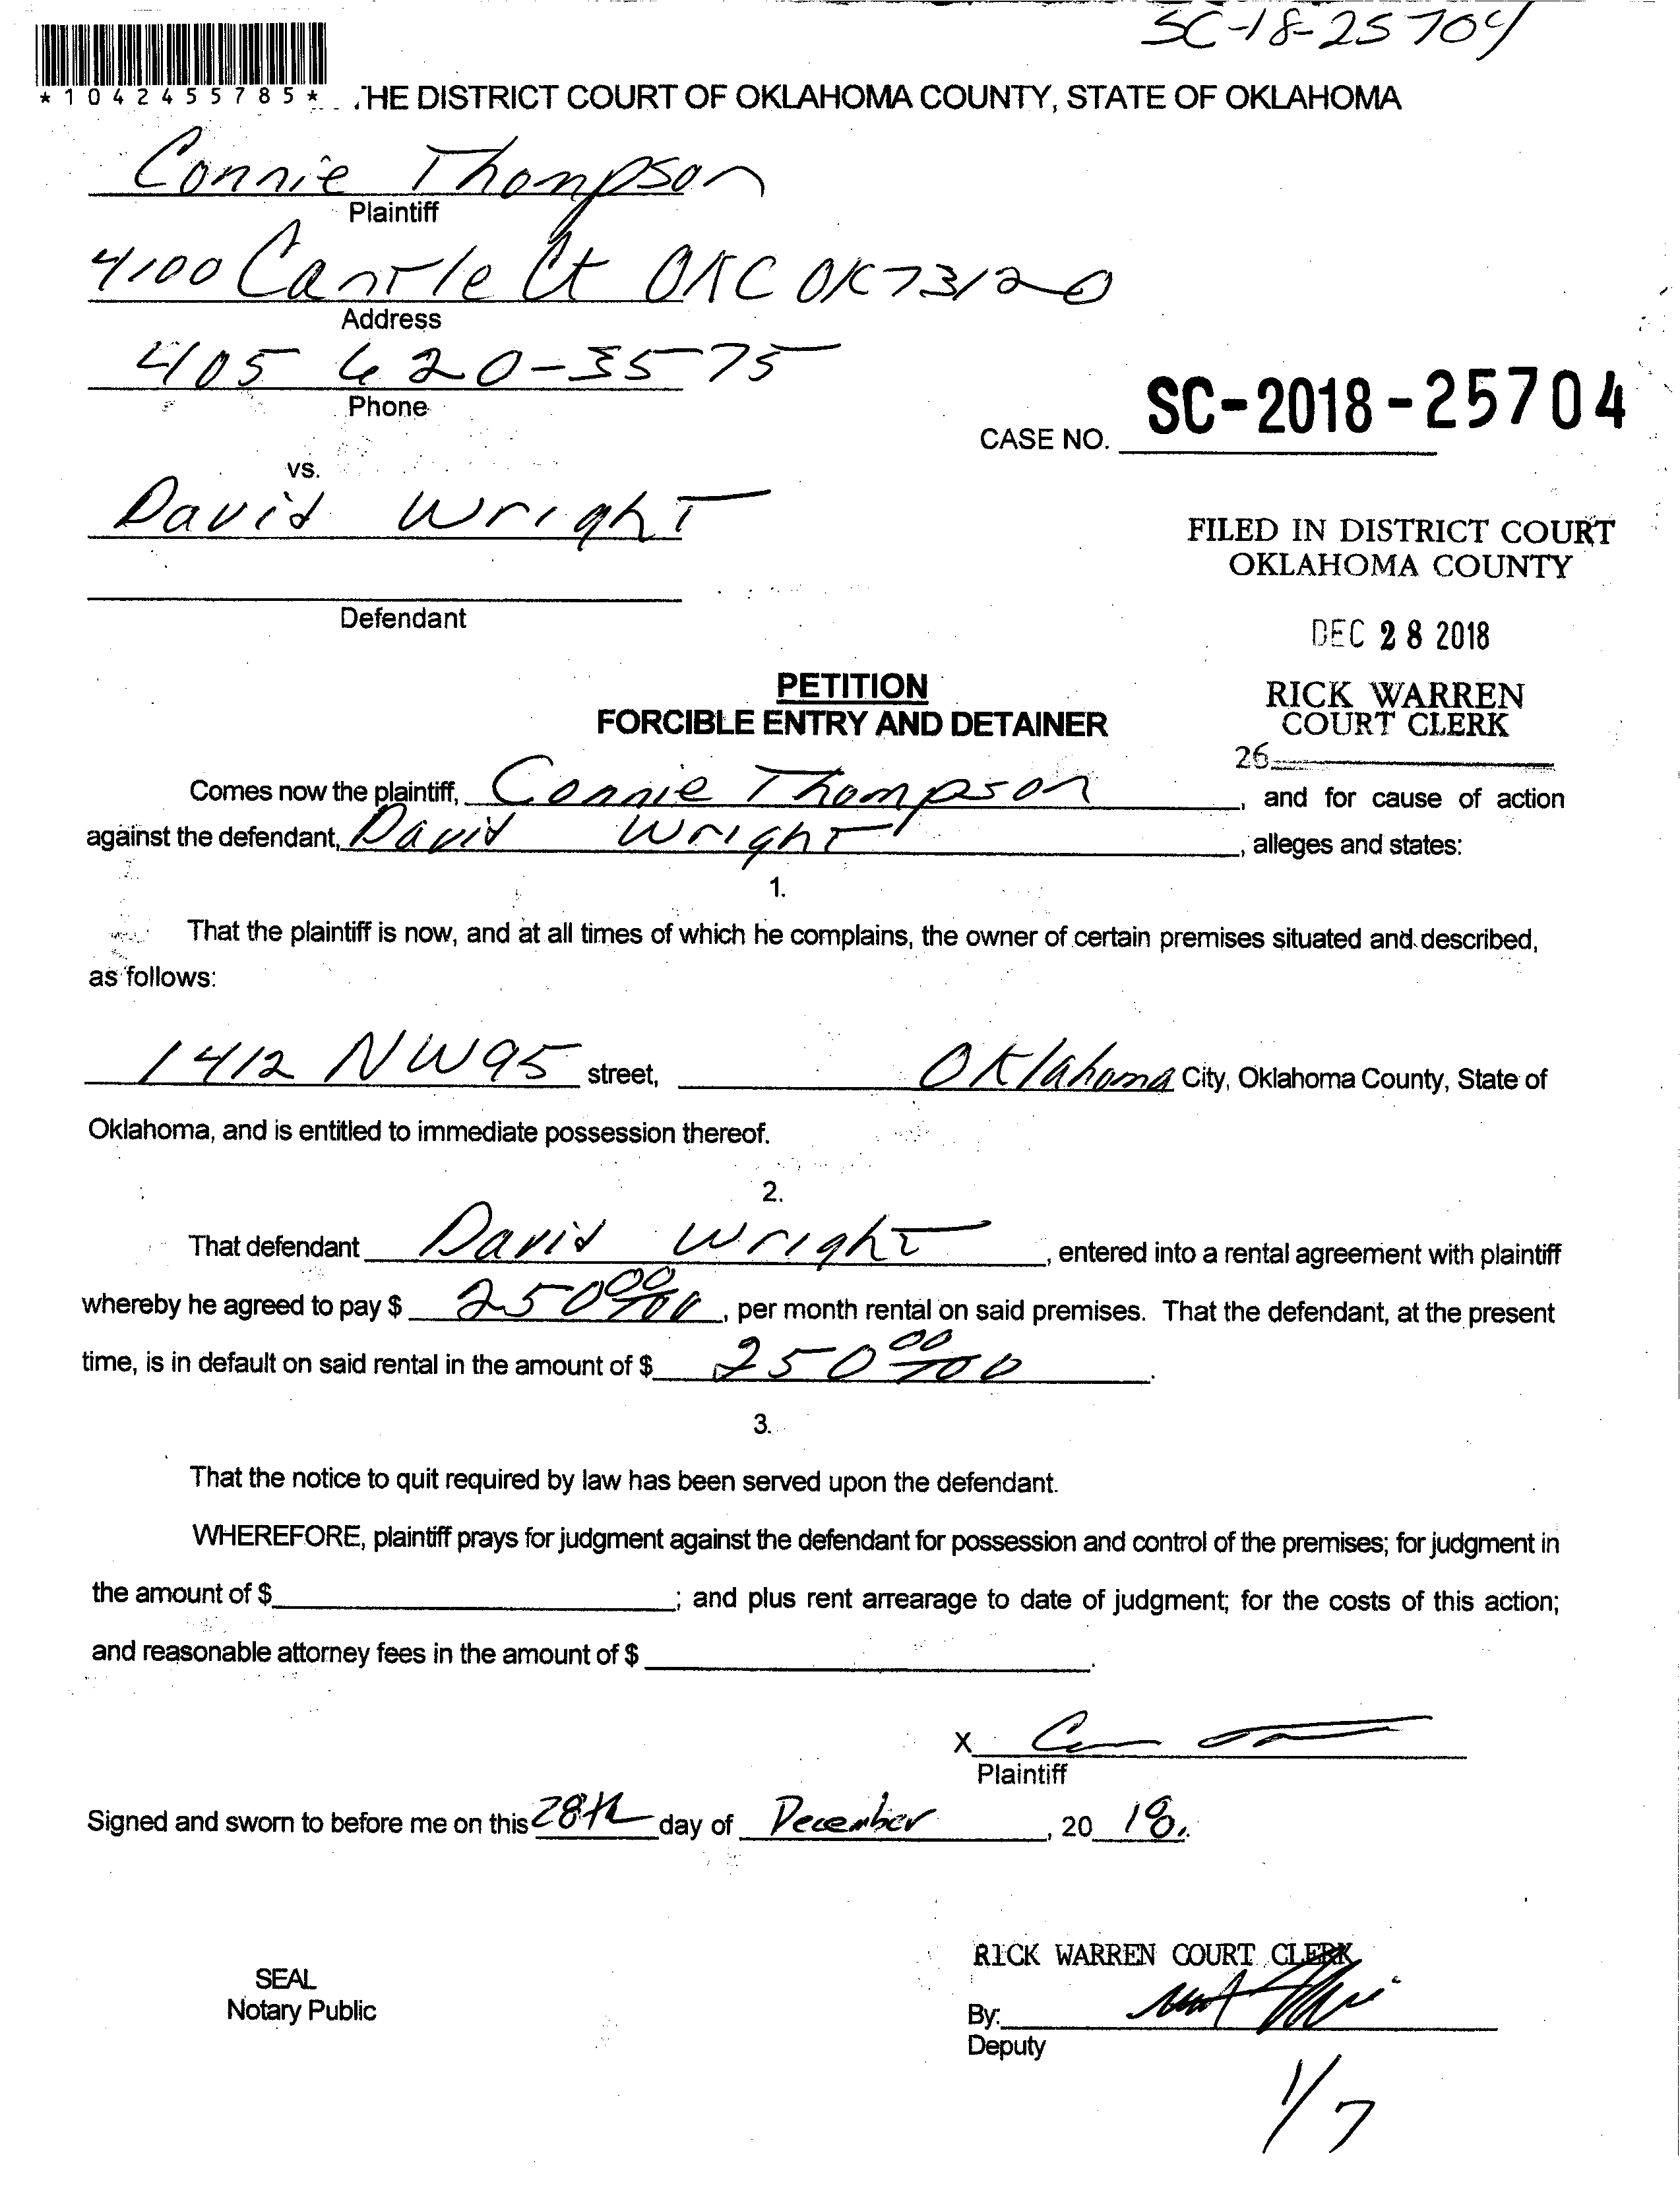 SC-18-25704
*1042455785* THE DISTRICT COURT OF OKLAHOMA COUNTY, STATE OF OKLAHOMA
Connie Thompson
Plaintiff
4100 Ct OKC OK 73120
Address
405 620-3575
Phone
CASE NO. SC-2018-25704
vs.
David Wright
Defendant
FILED IN DISTRICT COURT
OKLAHOMA COUNTY
DEC 28 2018
RICK WARREN
COURT CLERK
26
PETITION
FORCIBLE ENTRY AND DETAINER
Comes now the plaintiff, Connie Thompson, and for cause of action
against the defendant, David Wright, alleges and states:
1.
That the plaintiff is now, and at all times of which he complains, the owner of certain premises situated and described,
as follows:
1412 NW 95 street, Oklahoma City, Oklahoma County, State of
Oklahoma, and is entitled to immediate possession thereof.
2.
That defendant David Wright, entered into a rental agreement with plaintiff
whereby he agreed to pay $ 250 00/100, per month rental on said premises. That the defendant, at the present
time, is in default on said rental in the amount of $ 250 00/100.
3.
That the notice to quit required by law has been served upon the defendant.
WHEREFORE, plaintiff prays for judgment against the defendant for possession and control of the premises; for judgment in
the amount of $ ; and plus rent arrearage to date of judgment; for the costs of this action;
and reasonable attorney fees in the amount of $ .
X
Plaintiff
Signed and sworn to before me on this 28th day of December, 20 18.
RICK WARREN COURT CLERK
SEAL
Notary Public
By:
Deputy
1/7